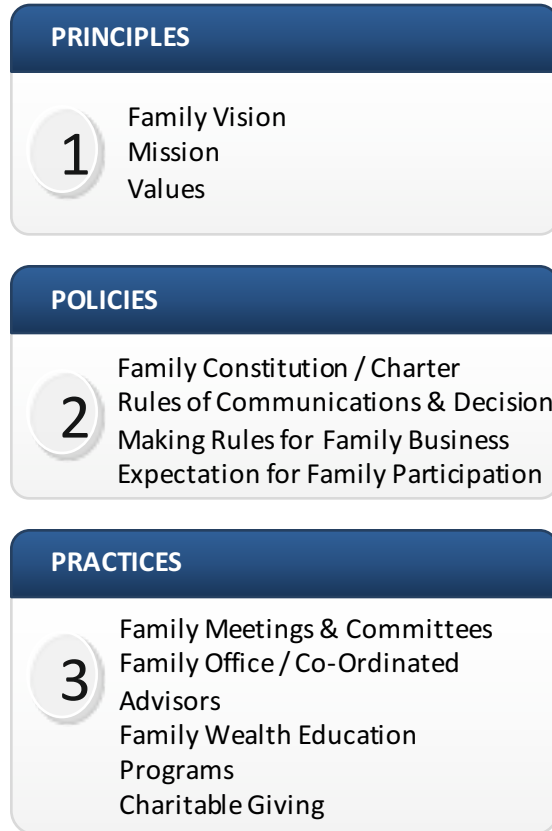 PRINCIPLES
1
Family Vision
Mission
Values
POLICIES
2
Family Constitution / Charter
Rules of Communications & Decision
Making Rules for Family Business
Expectation for Family Participation
PRACTICES
3
Family Meetings & Committees
Family Office / Co-Ordinated
Advisors
Family Wealth Education
Programs
Charitable Giving